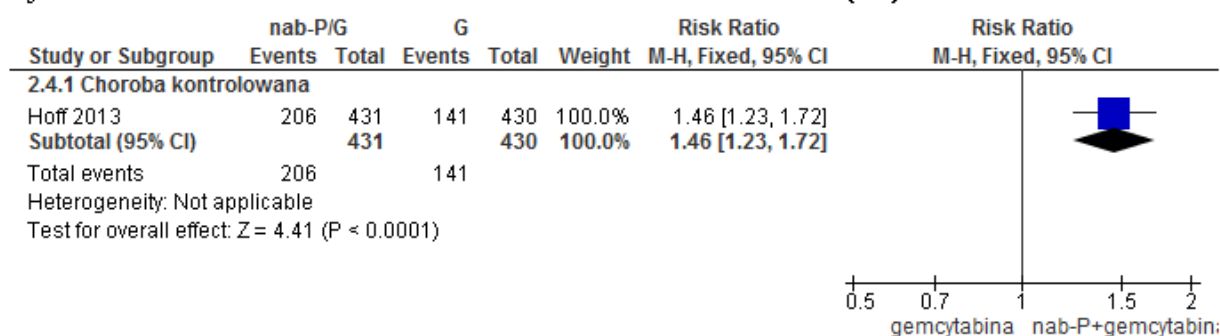 nab-P/G G Risk Ratio Risk Ratio
Study or Subgroup Events Total Events Total Weight M-H, Fixed, 95% CI M-H, Fixed, 95% CI
2.4.1 Choroba kontrolowana
Hoff 2013 206 431 141 430 100.0% 1.46 [1.23, 1.72]
Subtotal (95% CI) 431 430 100.0% 1.46 [1.23, 1.72]
Total events 206 141
Heterogeneity: Not applicable
Test for overall effect: Z = 4.41 (P < 0.0001)
0.5 0.7 1 1.5 2
gemcytabina nab-P+gemcytabin